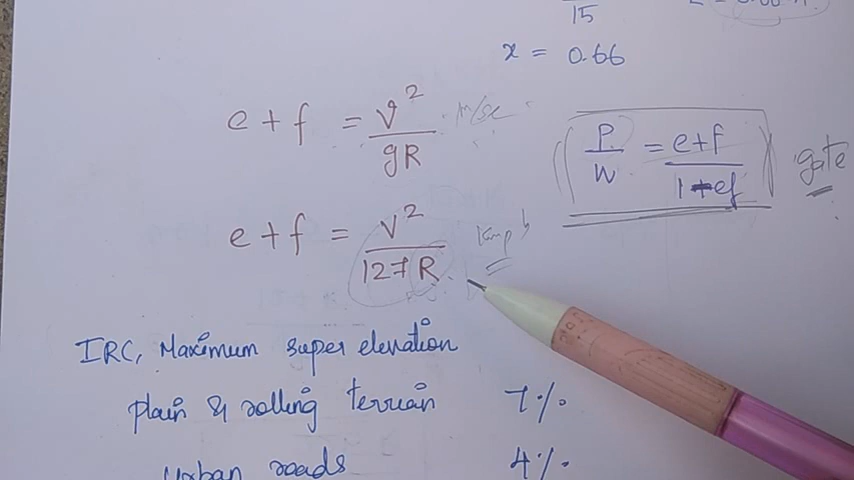 15
x = 0.66
e + f = v²/gR m/sec
P/W = e+f/1-ef gate
e + f = V²/127R kmph
IRC, Maximum super elevation
plain & rolling terrian 7%
Urban roads 4%